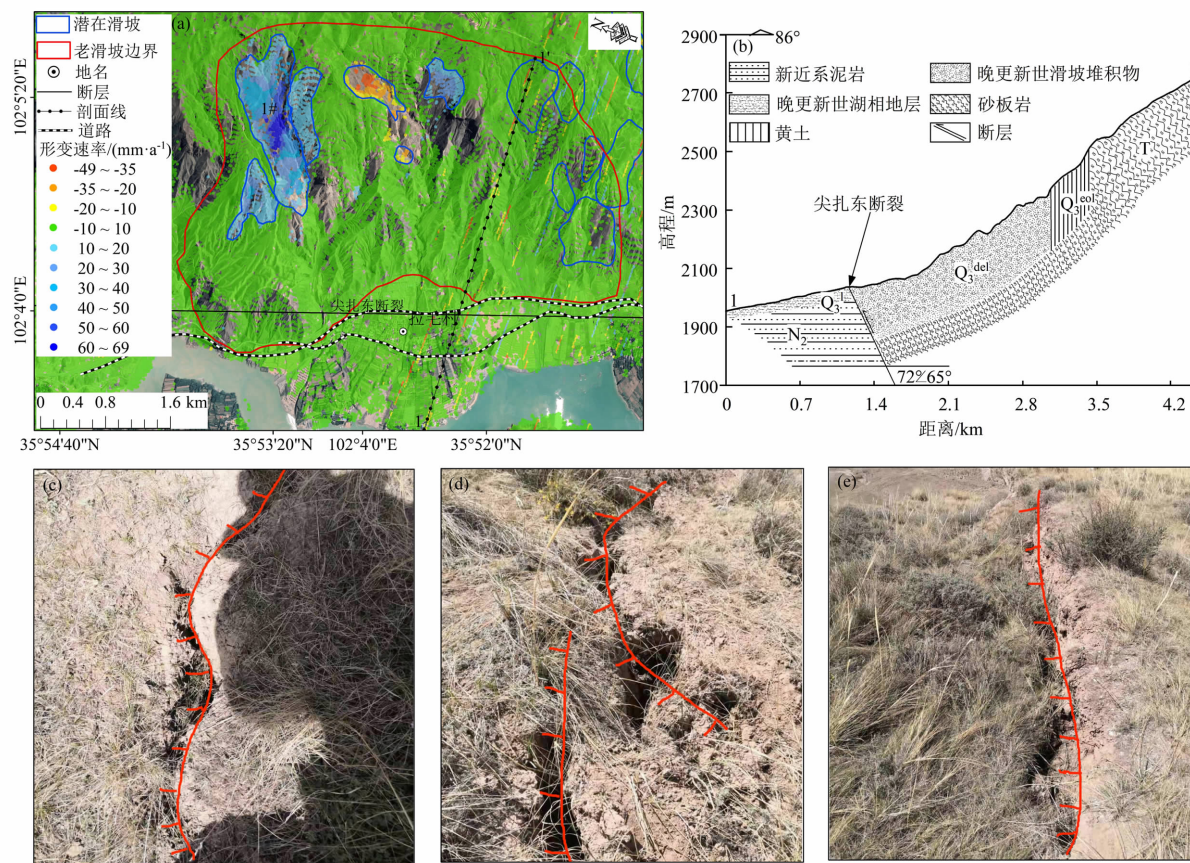 (a)
N
潜在滑坡
老滑坡边界
地名
断层
剖面线
道路
形变速率/(mm·a⁻¹)
-49 ~ -35
-35 ~ -20
-20 ~ -10
-10 ~ 10
10 ~ 20
20 ~ 30
30 ~ 40
40 ~ 50
50 ~ 60
60 ~ 69
0 0.4 0.8 1.6 km
1#
1'
尖扎东断裂
拉毛村
1
102°5'20"E
102°4'0"E
35°54'40"N
35°53'20"N
102°4'0"E
35°52'0"N
(b)
86°
新近系泥岩
晚更新世滑坡堆积物
晚更新世湖相地层
砂板岩
黄土
断层
尖扎东断裂
T
Q₃ᵉᵒˡ
Q₃ᵈᵉˡ
Q₃ˡ
N₂
1
72°∠65°
高程/m
2900
2700
2500
2300
2100
1900
1700
0 0.7 1.4 2.1 2.8 3.5 4.2
距离/km
(c)
(d)
(e)